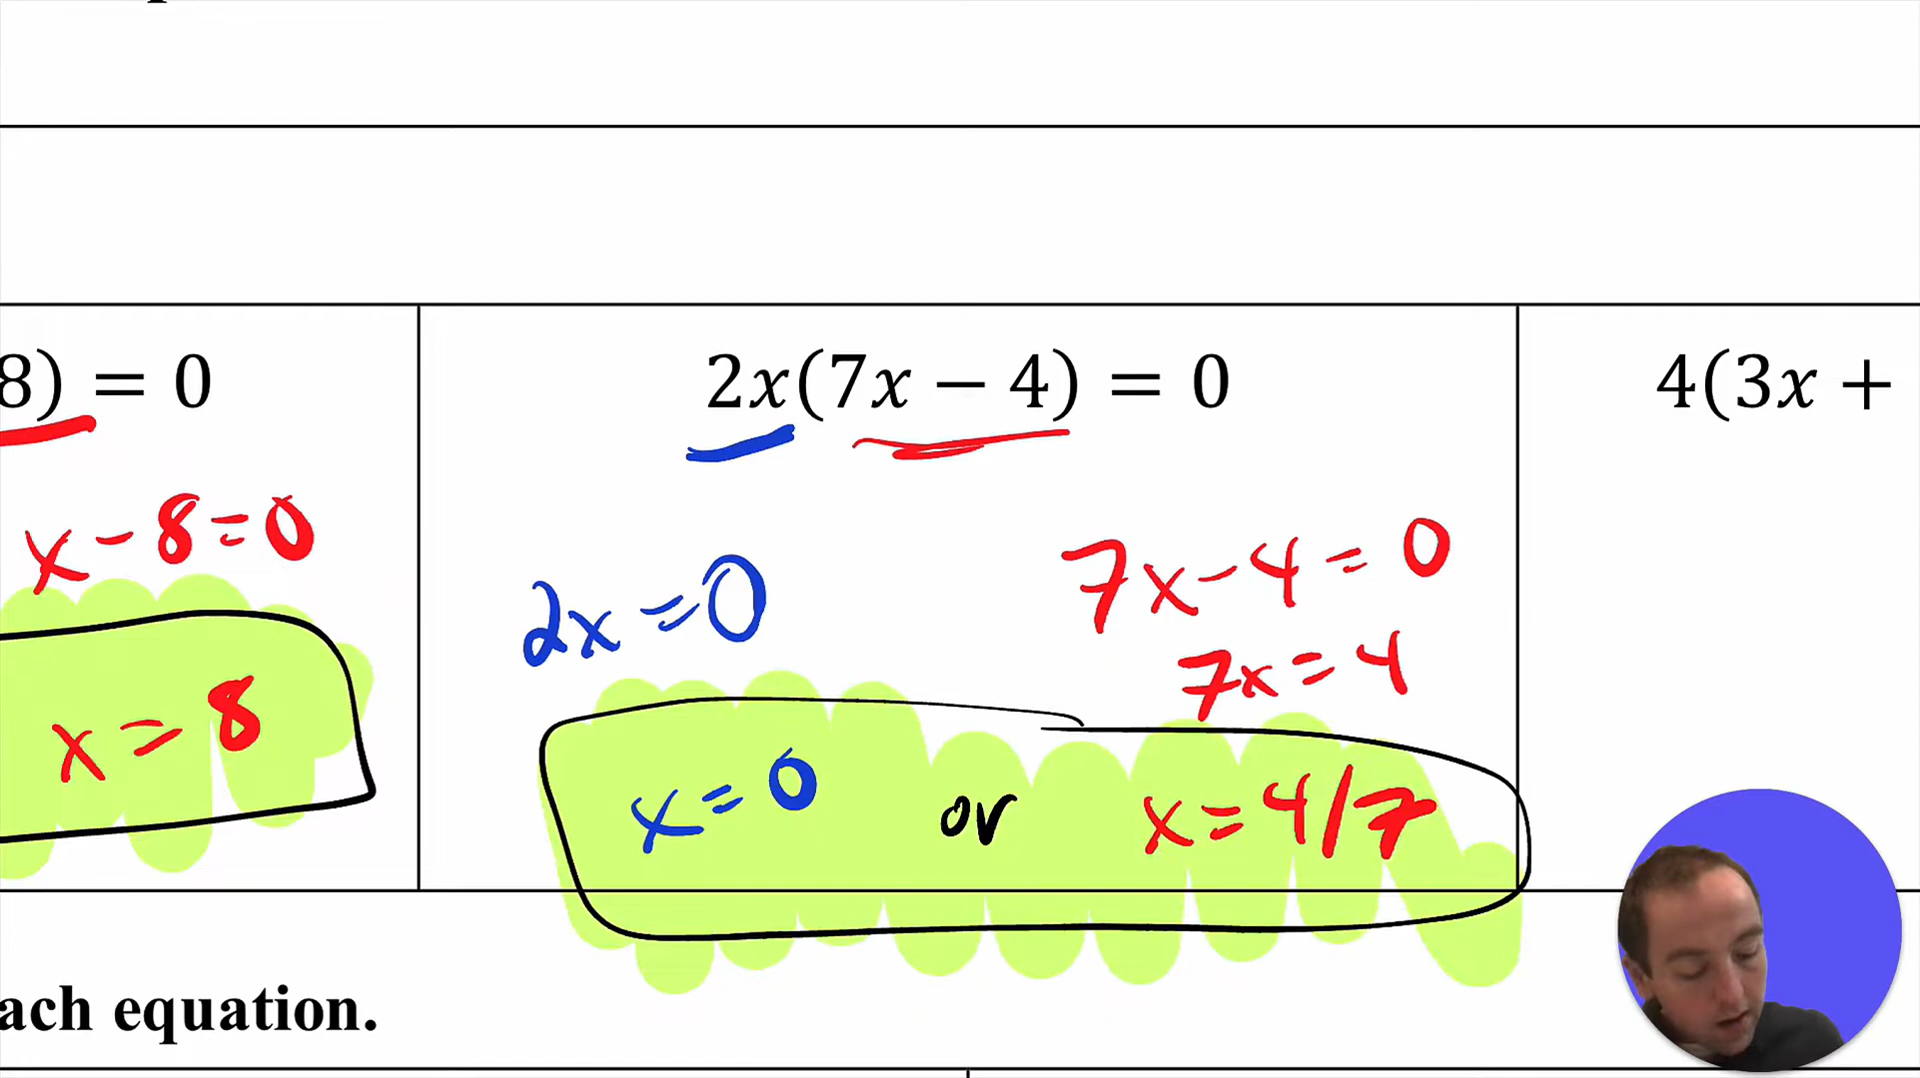 8) = 0
2x(7x − 4) = 0
4(3x +
x - 8 = 0
2x = 0
7x - 4 = 0
7x = 4
x = 8
x = 0 or x = 4/7
ach equation.